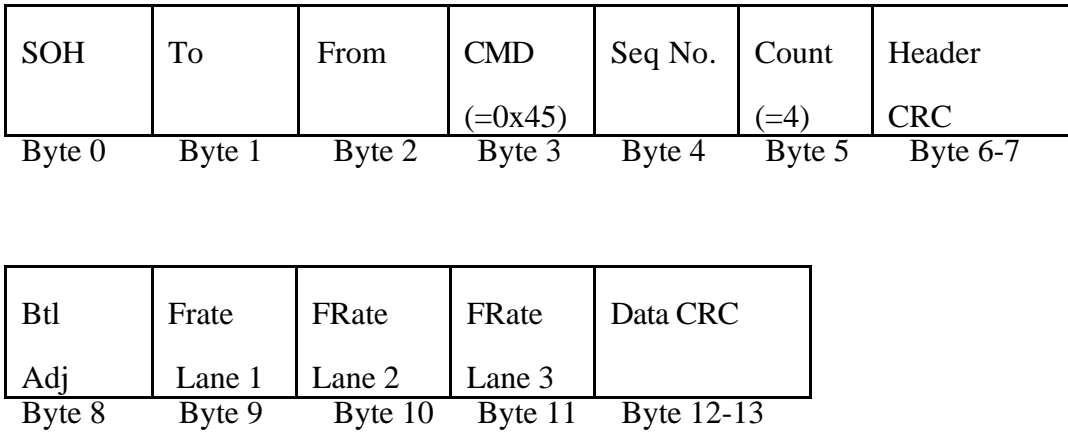 SOH To From CMD Seq No. Count Header
(=0x45) (=4) CRC
Byte 0 Byte 1 Byte 2 Byte 3 Byte 4 Byte 5 Byte 6-7
Btl Frate FRate FRate Data CRC
Adj Lane 1 Lane 2 Lane 3
Byte 8 Byte 9 Byte 10 Byte 11 Byte 12-13